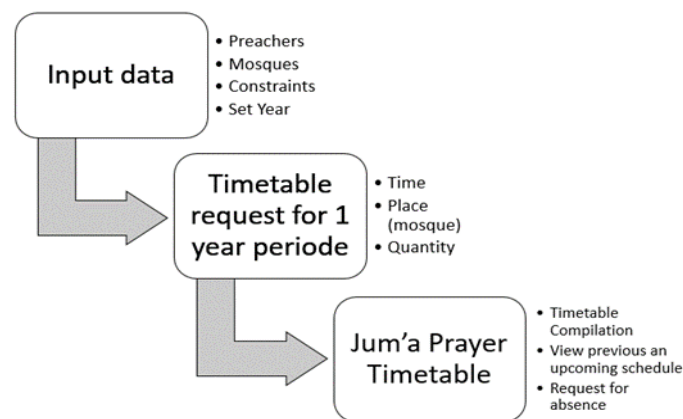 Input data
• Preachers
• Mosques
• Constraints
• Set Year
Timetable
request for 1
year periode
• Time
• Place
(mosque)
• Quantity
Jum’a Prayer
Timetable
• Timetable
Compilation
• View previous an
upcoming schedule
• Request for
absence